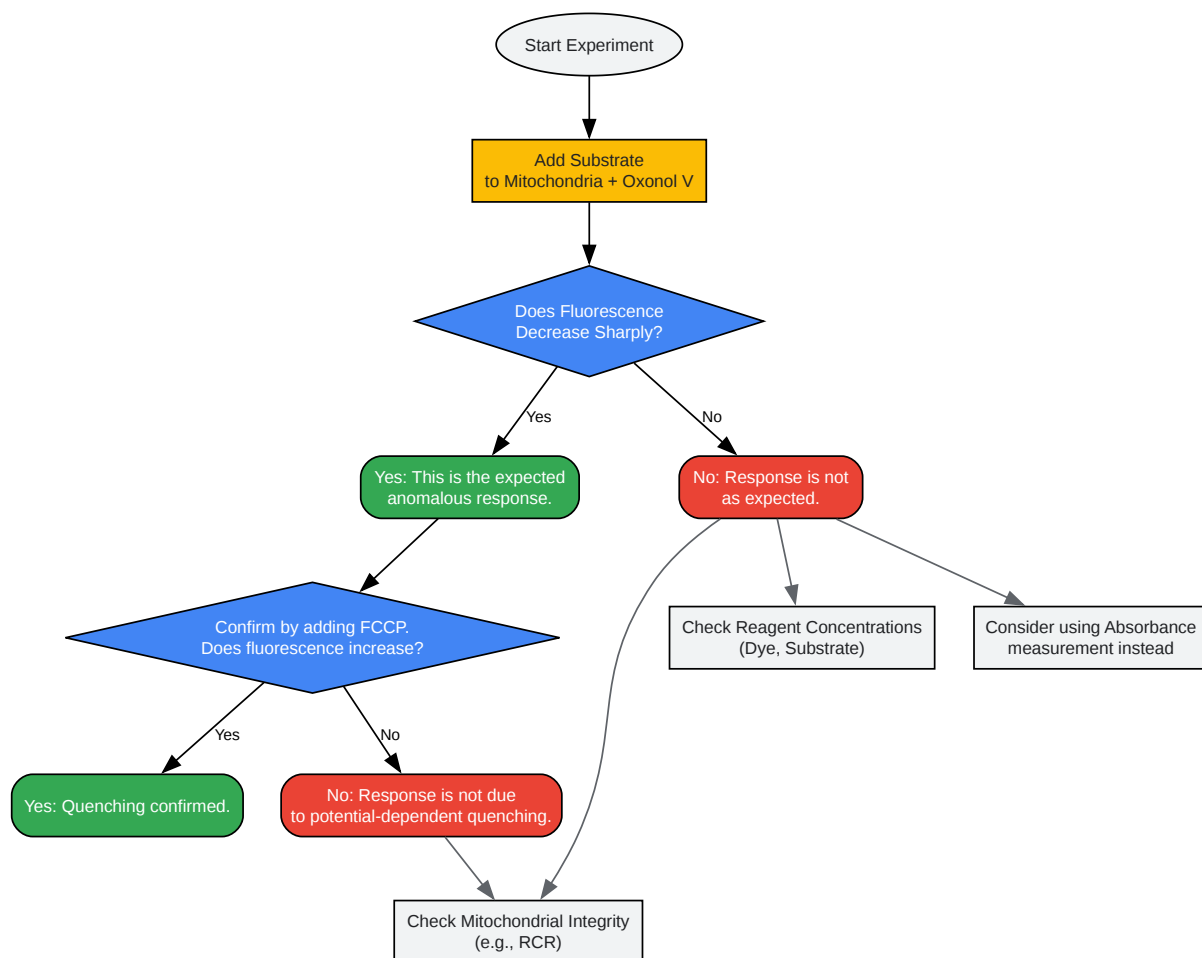 Start Experiment
Add Substrate
to Mitochondria + Oxonol V
Does Fluorescence
Decrease Sharply?
Yes
No
Yes: This is the expected
anomalous response.
No: Response is not
as expected.
Confirm by adding FCCP.
Does fluorescence increase?
Check Reagent Concentrations
(Dye, Substrate)
Consider using Absorbance
measurement instead
Yes
No
Yes: Quenching confirmed.
No: Response is not due
to potential-dependent quenching.
Check Mitochondrial Integrity
(e.g., RCR)